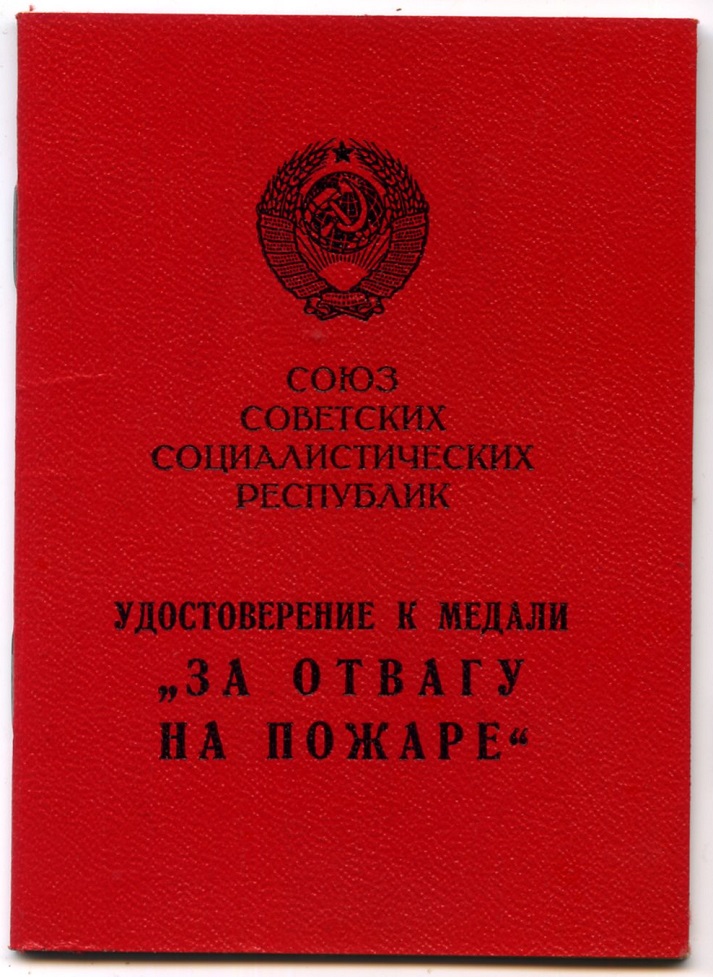 СОЮЗ
СОВЕТСКИХ
СОЦИАЛИСТИЧЕСКИХ
РЕСПУБЛИК
УДОСТОВЕРЕНИЕ К МЕДАЛИ
„ЗА ОТВАГУ
НА ПОЖАРЕ“